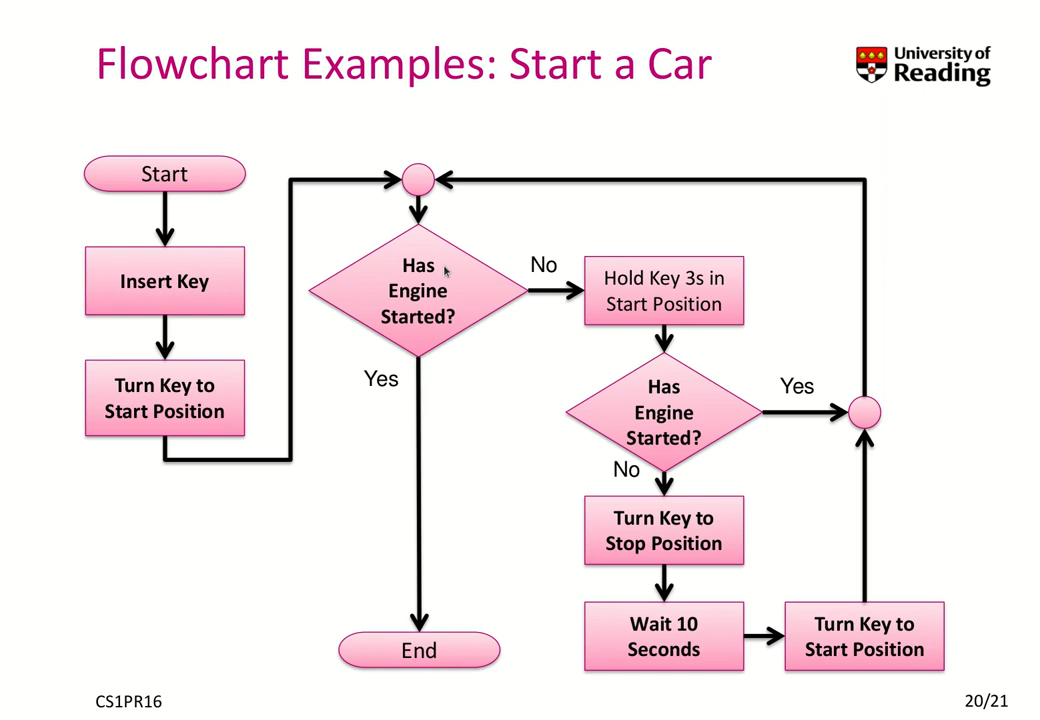 Flowchart Examples: Start a Car
University of
Reading
Start
Insert Key
Turn Key to
Start Position
Has
Engine
Started?
No
Yes
Hold Key 3s in
Start Position
Has
Engine
Started?
Yes
No
Turn Key to
Stop Position
Wait 10
Seconds
Turn Key to
Start Position
End
CS1PR16
20/21